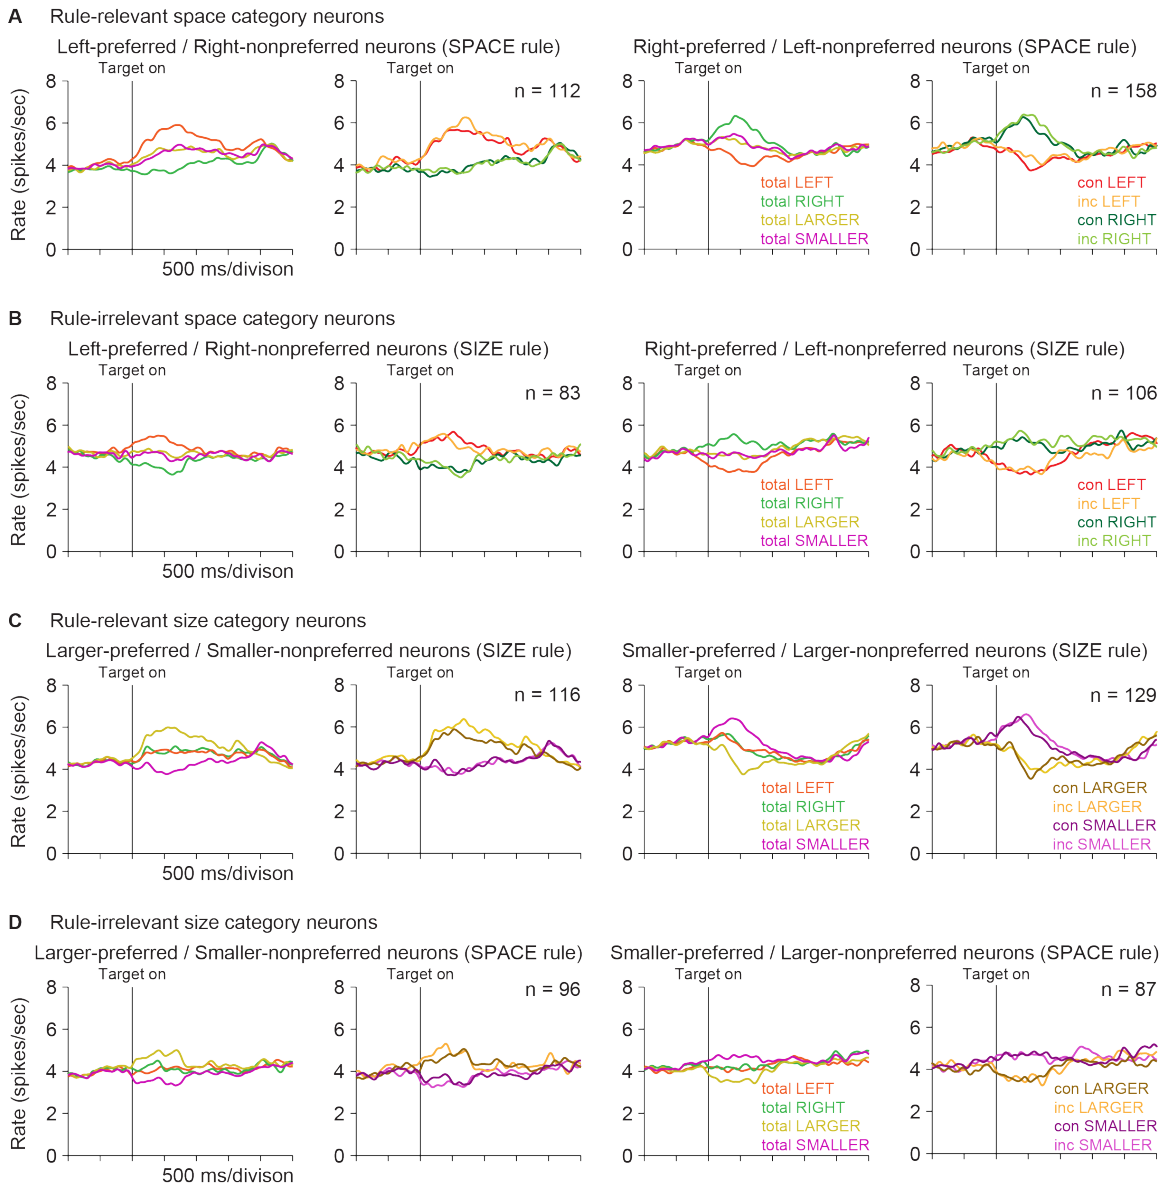 A Rule-relevant space category neurons
Left-preferred / Right-nonpreferred neurons (SPACE rule)
Right-preferred / Left-nonpreferred neurons (SPACE rule)
Target on
Target on
Target on
Target on
n = 112
n = 158
Rate (spikes/sec)
8
6
4
2
0
8
6
4
2
0
8
6
4
2
0
8
6
4
2
0
total LEFT
total RIGHT
total LARGER
total SMALLER
con LEFT
inc LEFT
con RIGHT
inc RIGHT
500 ms/divison
B Rule-irrelevant space category neurons
Left-preferred / Right-nonpreferred neurons (SIZE rule)
Right-preferred / Left-nonpreferred neurons (SIZE rule)
Target on
Target on
Target on
Target on
n = 83
n = 106
Rate (spikes/sec)
8
6
4
2
0
8
6
4
2
0
8
6
4
2
0
8
6
4
2
0
total LEFT
total RIGHT
total LARGER
total SMALLER
con LEFT
inc LEFT
con RIGHT
inc RIGHT
500 ms/divison
C Rule-relevant size category neurons
Larger-preferred / Smaller-nonpreferred neurons (SIZE rule)
Smaller-preferred / Larger-nonpreferred neurons (SIZE rule)
Target on
Target on
Target on
Target on
n = 116
n = 129
Rate (spikes/sec)
8
6
4
2
0
8
6
4
2
0
8
6
4
2
0
8
6
4
2
0
total LEFT
total RIGHT
total LARGER
total SMALLER
con LARGER
inc LARGER
con SMALLER
inc SMALLER
500 ms/divison
D Rule-irrelevant size category neurons
Larger-preferred / Smaller-nonpreferred neurons (SPACE rule)
Smaller-preferred / Larger-nonpreferred neurons (SPACE rule)
Target on
Target on
Target on
Target on
n = 96
n = 87
Rate (spikes/sec)
8
6
4
2
0
8
6
4
2
0
8
6
4
2
0
8
6
4
2
0
total LEFT
total RIGHT
total LARGER
total SMALLER
con LARGER
inc LARGER
con SMALLER
inc SMALLER
500 ms/divison